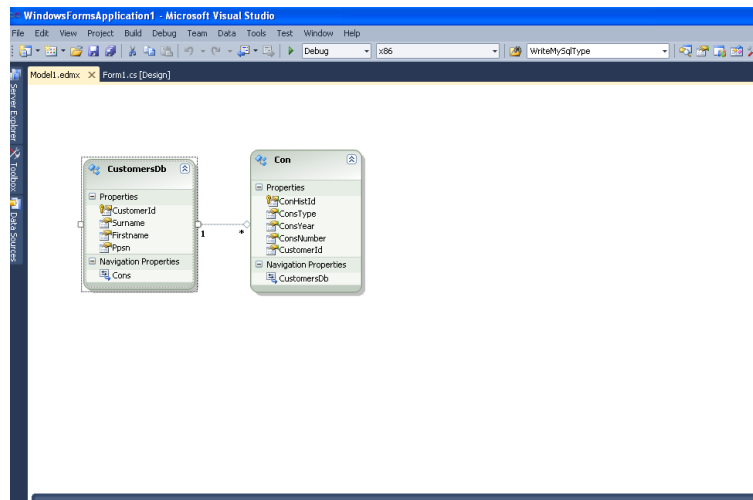 WindowsFormsApplication1 - Microsoft Visual Studio
File Edit View Project Build Debug Team Data Tools Test Window Help
Debug x86 WriteMySqlType
Model1.edmx Form1.cs [Design]
Server Explorer
Toolbox
Data Sources
CustomersDb
Properties
CustomerId
Surname
Firstname
Ppsn
Navigation Properties
Cons
1 *
Con
Properties
ConHistId
ConsType
ConsYear
ConsNumber
CustomerId
Navigation Properties
CustomersDb